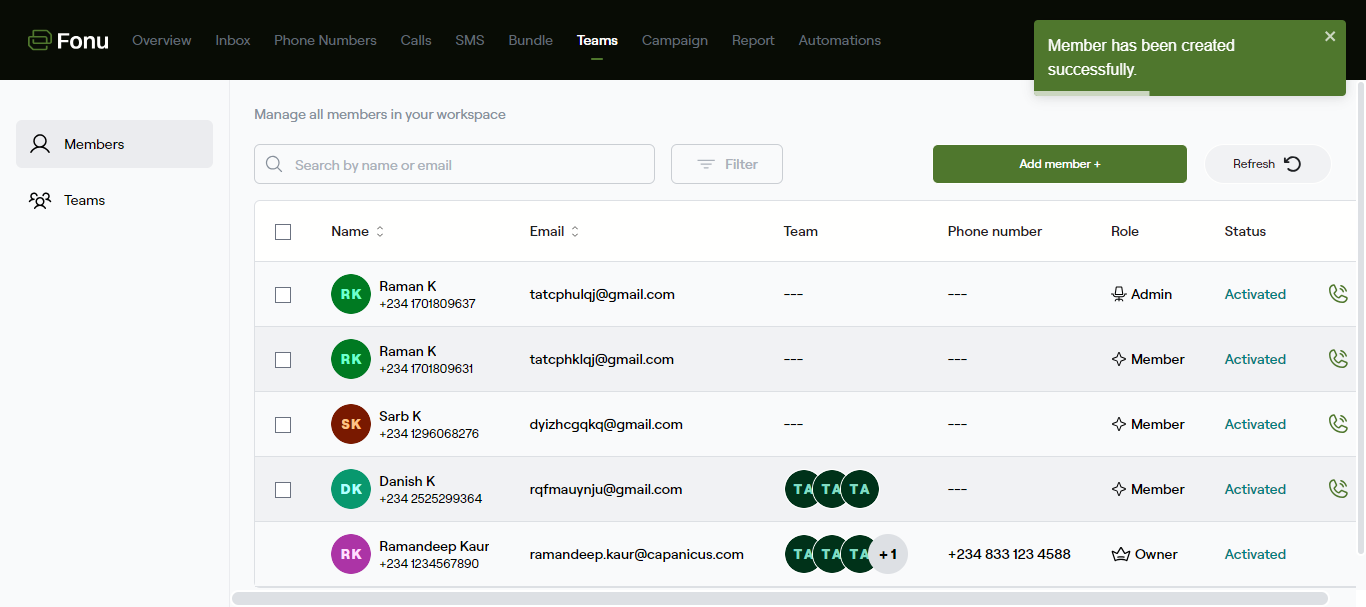 Fonu Overview Inbox Phone Numbers Calls SMS Bundle Teams Campaign Report Automations
Member has been created
successfully.
Members
Teams
Manage all members in your workspace
Search by name or email Filter Add member + Refresh
Name Email Team Phone number Role Status
RK Raman K
+234 1701809637
tatcphulqj@gmail.com --- --- Admin Activated
RK Raman K
+234 1701809631
tatcphklqj@gmail.com --- --- Member Activated
SK Sarb K
+234 1296068276
dyizhcgqkq@gmail.com --- --- Member Activated
DK Danish K
+234 2525299364
rqfmauynju@gmail.com TA TA TA --- Member Activated
RK Ramandeep Kaur
+234 1234567890
ramandeep.kaur@capanicus.com TA TA TA +1 +234 833 123 4588 Owner Activated